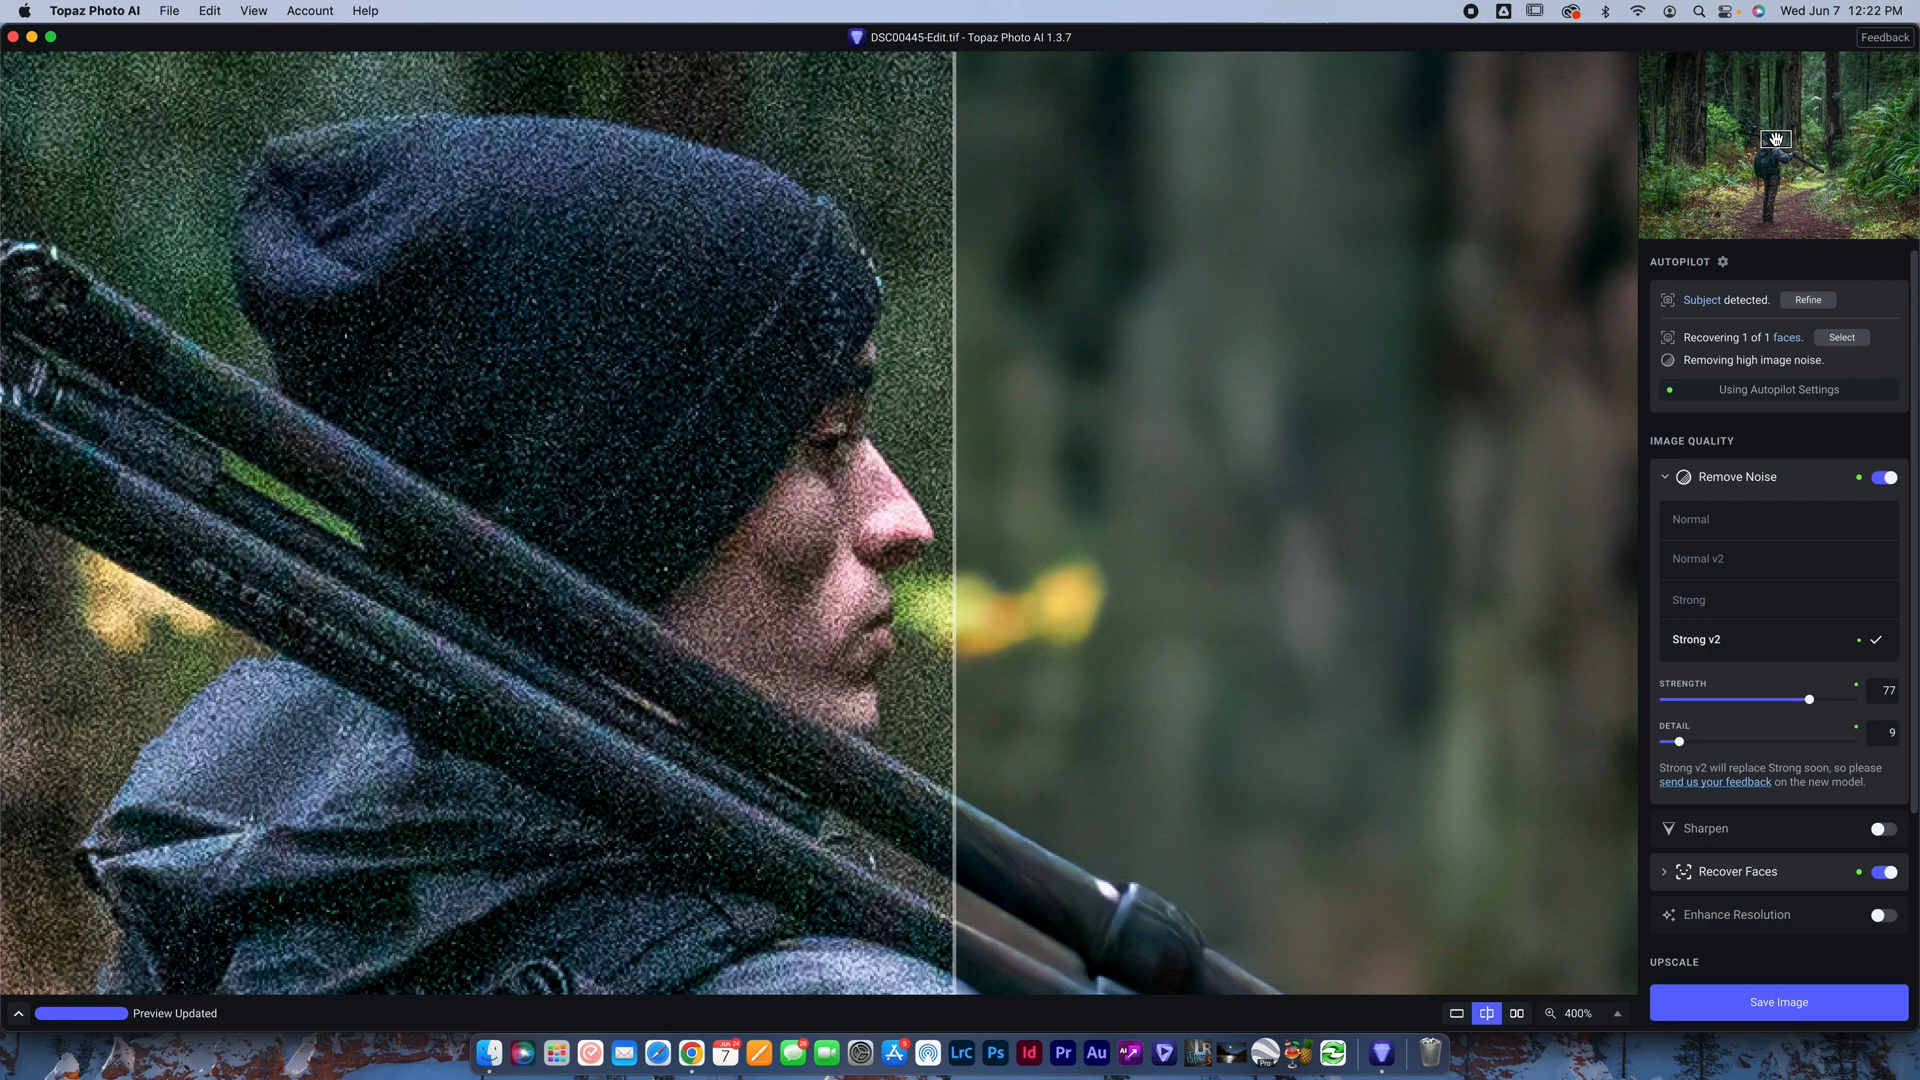 Topaz Photo AI File Edit View Account Help Wed Jun 7 12:22 PM
DSC00445-Edit.tif - Topaz Photo AI 1.3.7
Feedback
AUTOPILOT
Subject detected. Refine
Recovering 1 of 1 faces. Select
Removing high image noise.
Using Autopilot Settings
IMAGE QUALITY
Remove Noise
Normal
Normal v2
Strong
Strong v2
STRENGTH 77
DETAIL 9
Strong v2 will replace Strong soon, so please
send us your feedback on the new model.
Sharpen
Recover Faces
Enhance Resolution
UPSCALE
Save Image
Preview Updated
400%
LrC Ps Id Pr Au